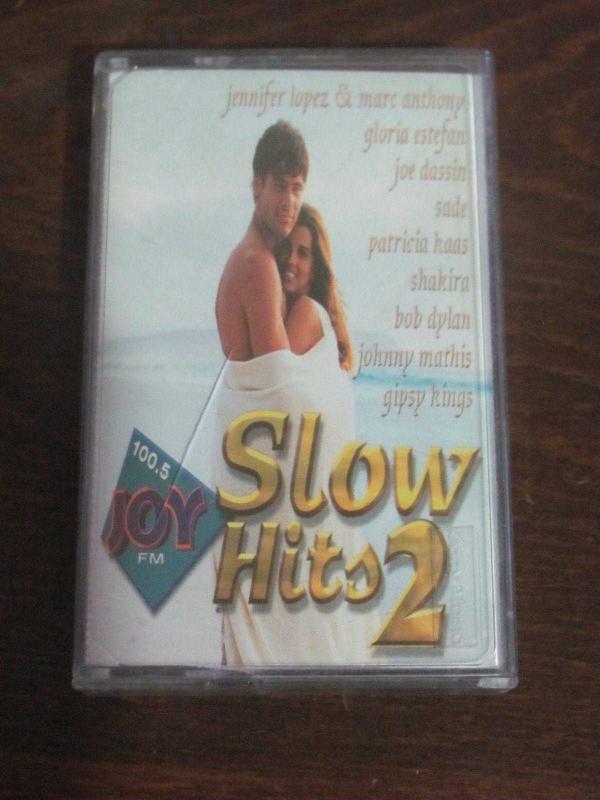 jennifer lopez & marc anthony
gloria estefan
joe dassin
sade
patricia kaas
shakira
bob dylan
johnny mathis
gipsy kings
100.5
JOY
FM
Slow
Hits 2